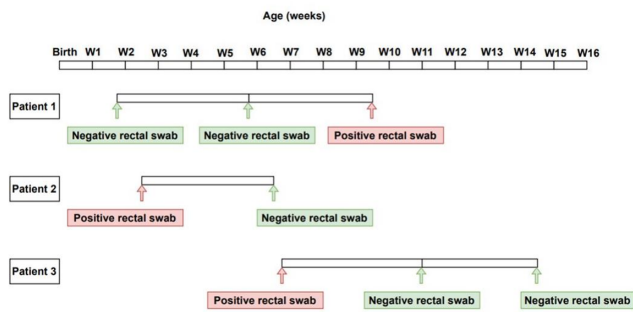 Age (weeks)
Birth W1 W2 W3 W4 W5 W6 W7 W8 W9 W10 W11 W12 W13 W14 W15 W16
Patient 1
Negative rectal swab Negative rectal swab Positive rectal swab
Patient 2
Positive rectal swab Negative rectal swab
Patient 3
Positive rectal swab Negative rectal swab Negative rectal swab